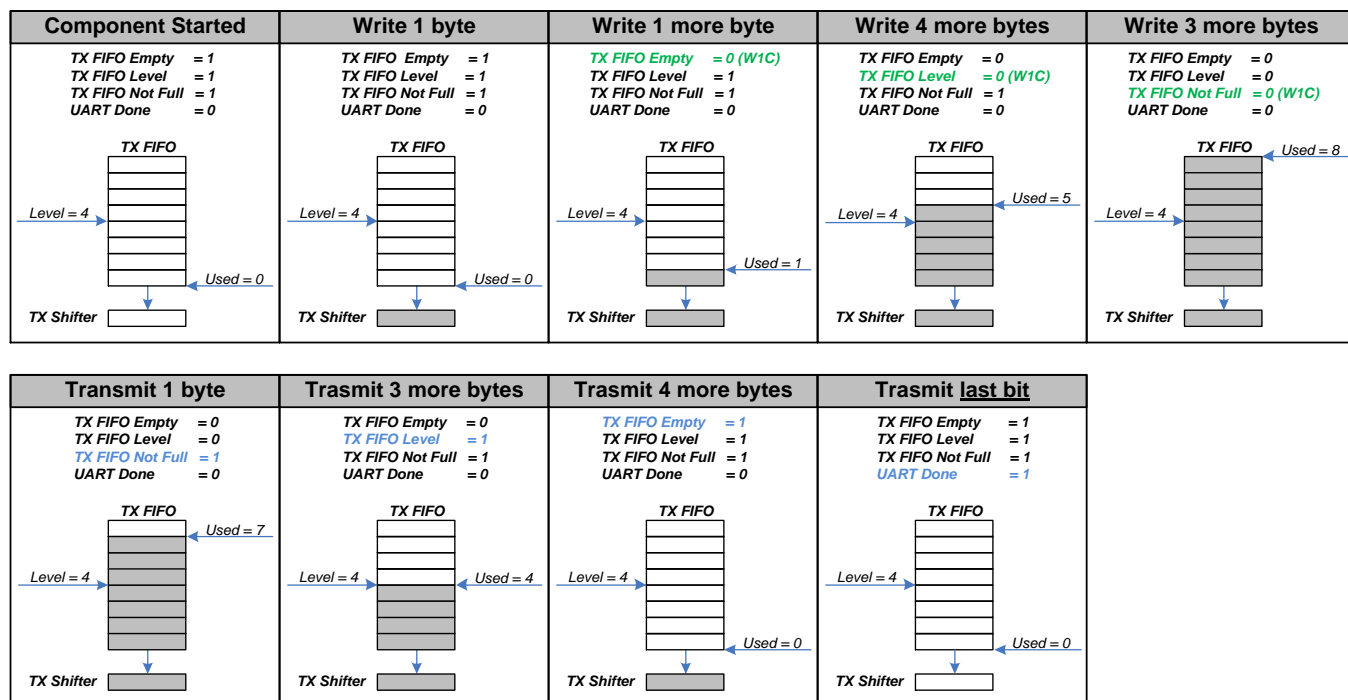 Component Started
TX FIFO Empty = 1
TX FIFO Level = 1
TX FIFO Not Full = 1
UART Done = 0
TX FIFO
Level = 4
Used = 0
TX Shifter
Write 1 byte
TX FIFO Empty = 1
TX FIFO Level = 1
TX FIFO Not Full = 1
UART Done = 0
TX FIFO
Level = 4
Used = 0
TX Shifter
Write 1 more byte
TX FIFO Empty = 0 (W1C)
TX FIFO Level = 1
TX FIFO Not Full = 1
UART Done = 0
TX FIFO
Level = 4
Used = 1
TX Shifter
Write 4 more bytes
TX FIFO Empty = 0
TX FIFO Level = 0 (W1C)
TX FIFO Not Full = 1
UART Done = 0
TX FIFO
Used = 5
Level = 4
TX Shifter
Write 3 more bytes
TX FIFO Empty = 0
TX FIFO Level = 0
TX FIFO Not Full = 0 (W1C)
UART Done = 0
TX FIFO
Used = 8
Level = 4
TX Shifter
Transmit 1 byte
TX FIFO Empty = 0
TX FIFO Level = 0
TX FIFO Not Full = 1
UART Done = 0
TX FIFO
Used = 7
Level = 4
TX Shifter
Trasmit 3 more bytes
TX FIFO Empty = 0
TX FIFO Level = 1
TX FIFO Not Full = 1
UART Done = 0
TX FIFO
Level = 4
Used = 4
TX Shifter
Trasmit 4 more bytes
TX FIFO Empty = 1
TX FIFO Level = 1
TX FIFO Not Full = 1
UART Done = 0
TX FIFO
Level = 4
Used = 0
TX Shifter
Trasmit last bit
TX FIFO Empty = 1
TX FIFO Level = 1
TX FIFO Not Full = 1
UART Done = 1
TX FIFO
Level = 4
Used = 0
TX Shifter